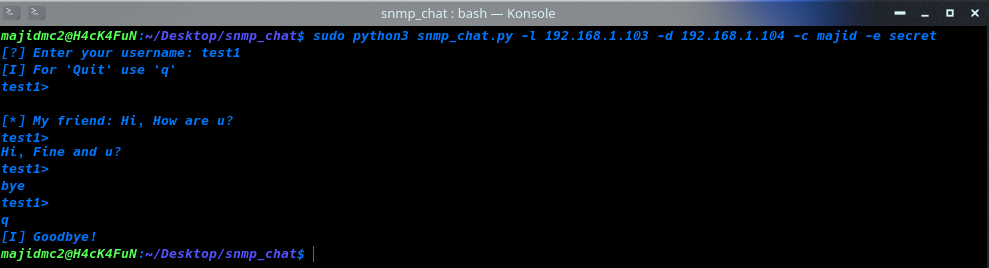 snmp_chat : bash — Konsole
majidmc2@H4cK4FuN:~/Desktop/snmp_chat$ sudo python3 snmp_chat.py -l 192.168.1.103 -d 192.168.1.104 -c majid -e secret
[?] Enter your username: test1
[I] For 'Quit' use 'q'
test1>
[*] My friend: Hi, How are u?
test1>
Hi, Fine and u?
test1>
bye
test1>
q
[I] Goodbye!
majidmc2@H4cK4FuN:~/Desktop/snmp_chat$